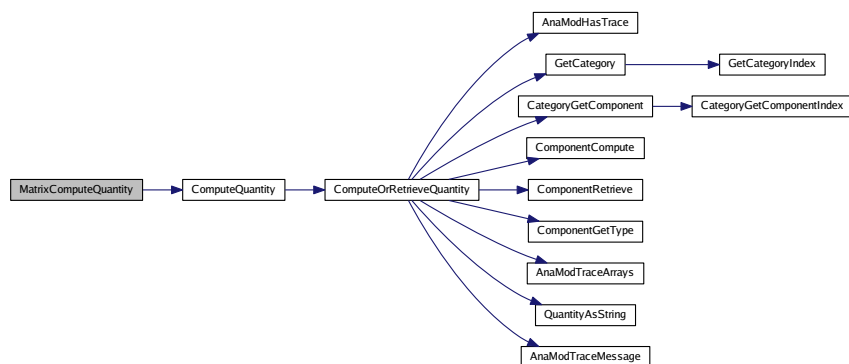 AnaModHasTrace
GetCategory
GetCategoryIndex
CategoryGetComponent
CategoryGetComponentIndex
ComponentCompute
MatrixComputeQuantity
ComputeQuantity
ComputeOrRetrieveQuantity
ComponentRetrieve
ComponentGetType
AnaModTraceArrays
QuantityAsString
AnaModTraceMessage